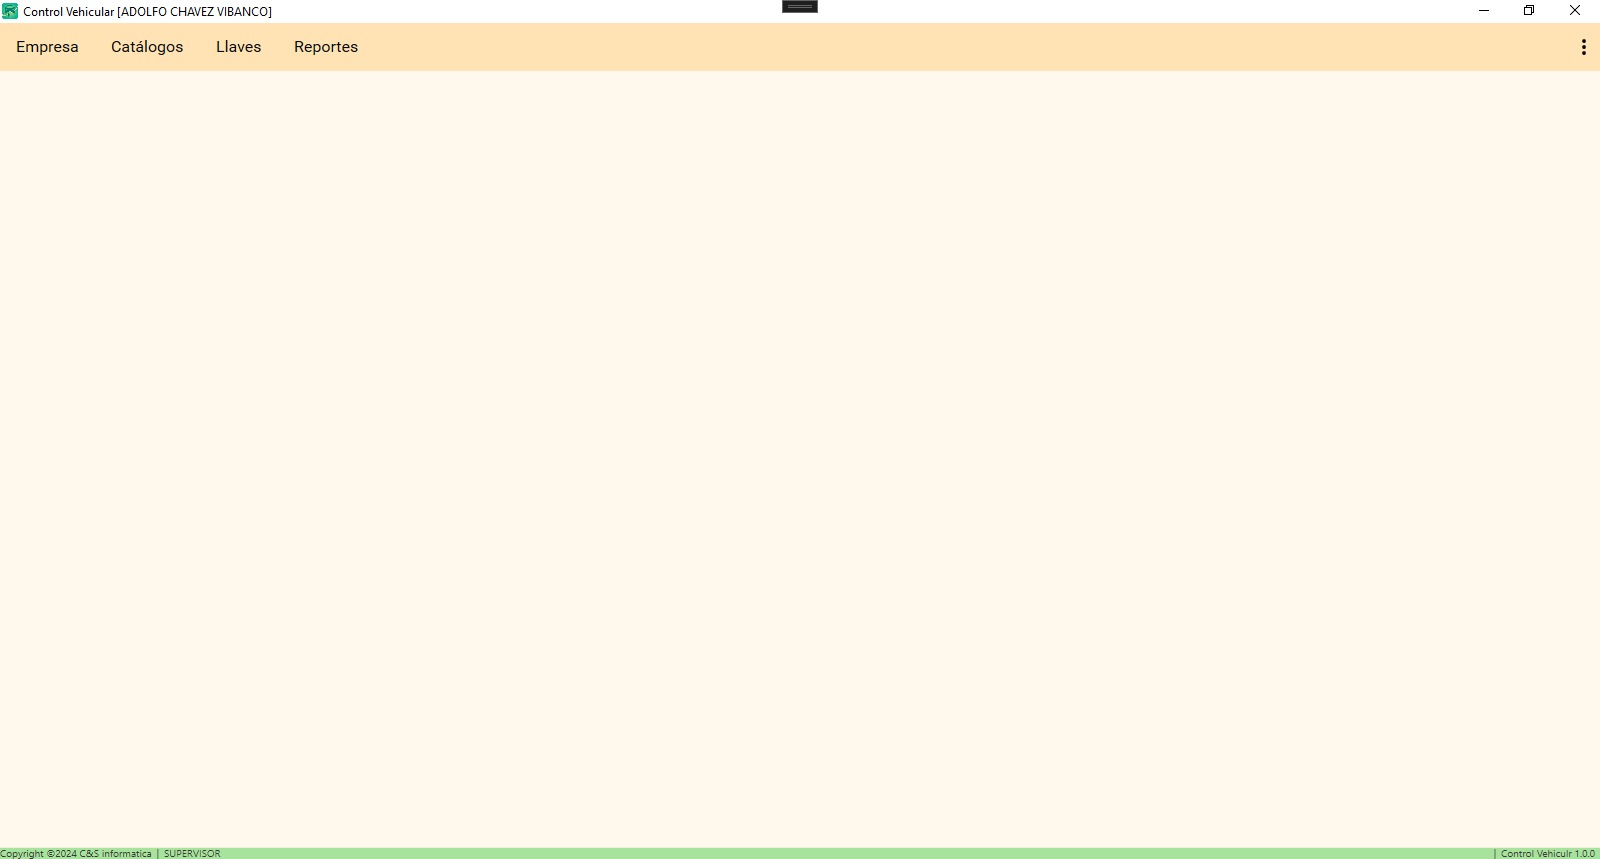 Control Vehicular [ADOLFO CHAVEZ VIBANCO]
Empresa Catálogos Llaves Reportes
Copyright ©2024 C&S informatica | SUPERVISOR | Control Vehiculr 1.0.0